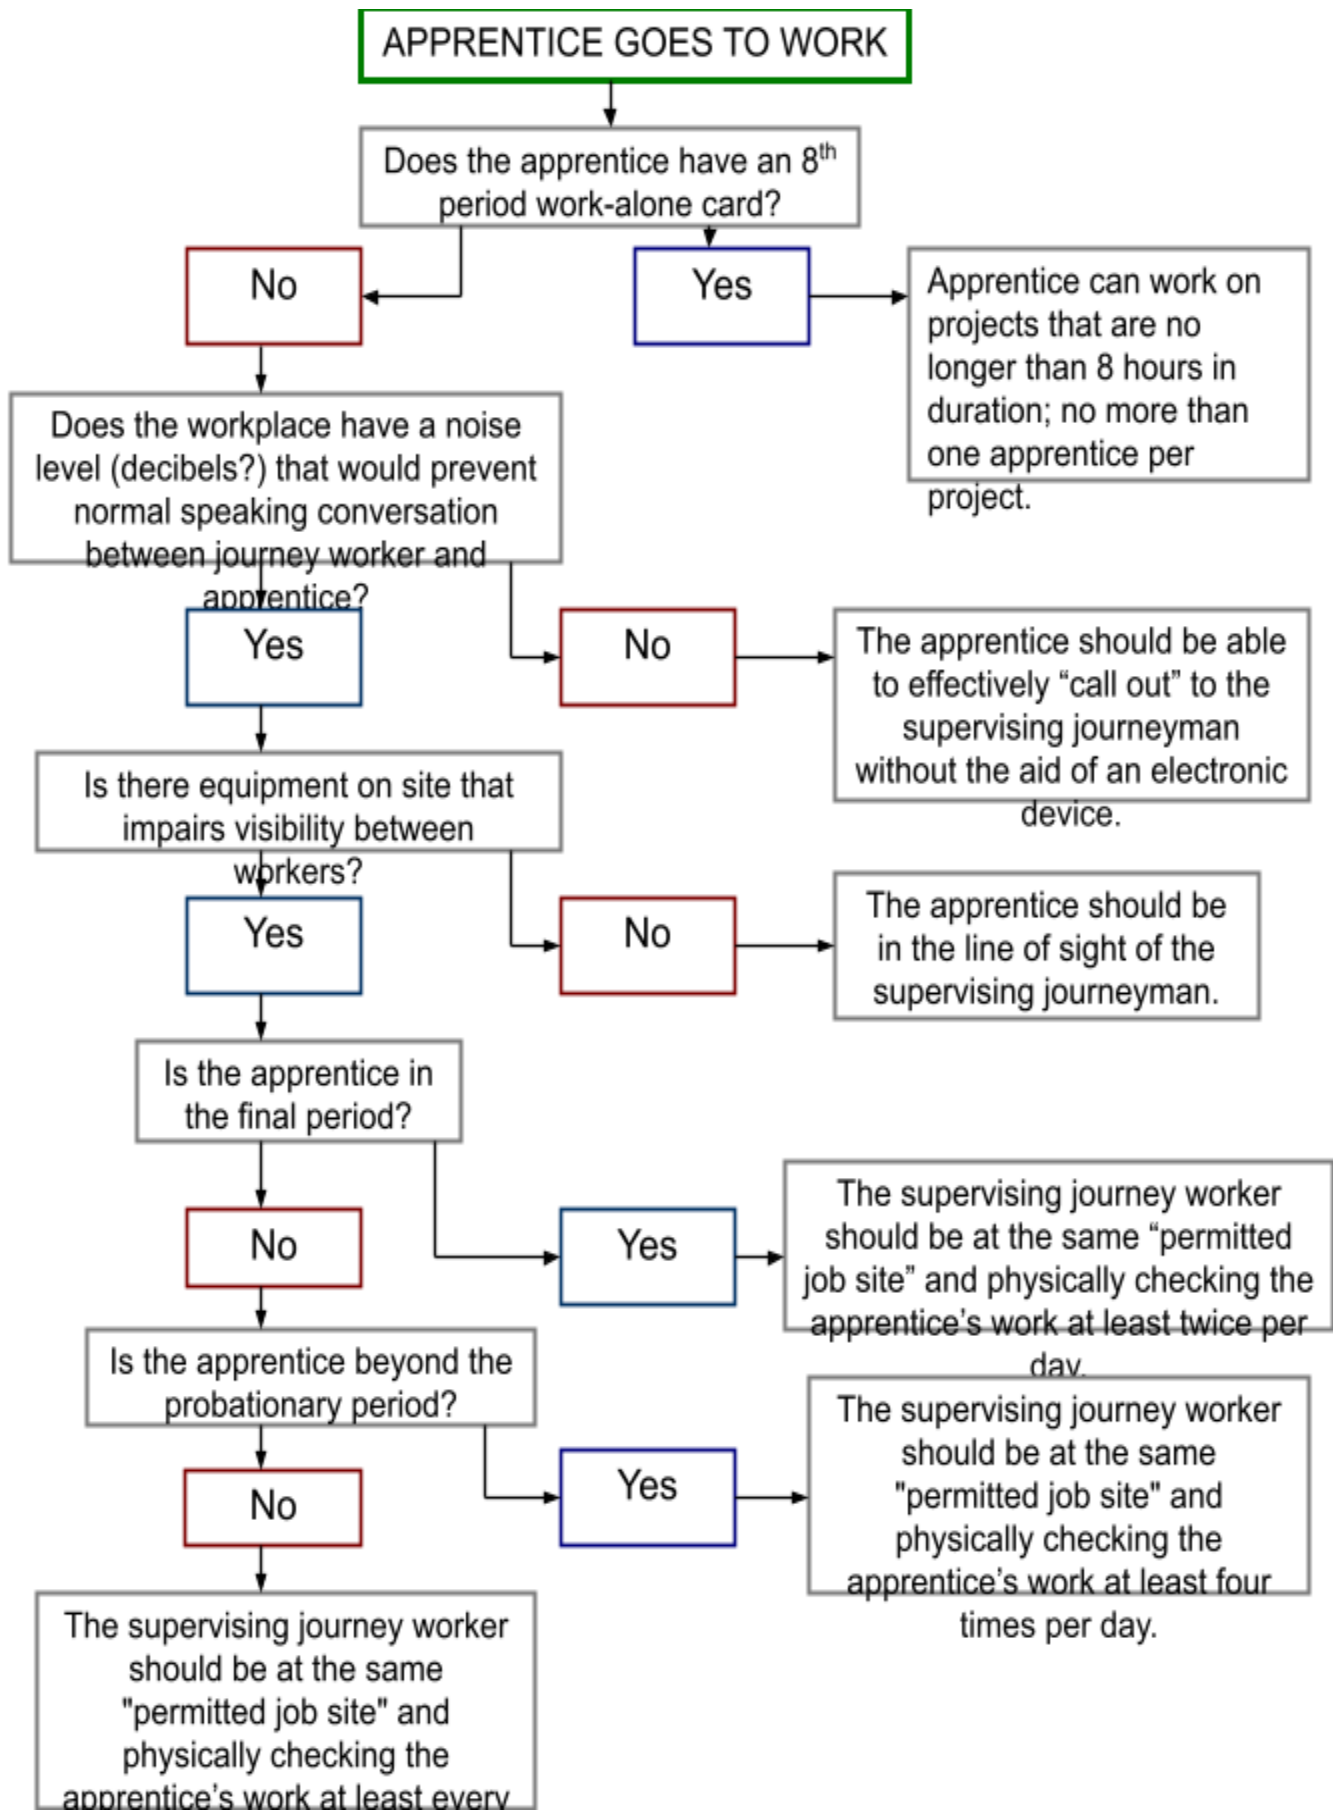 APPRENTICE GOES TO WORK
Does the apprentice have an 8th
period work-alone card?
No
Yes
Apprentice can work on
projects that are no
longer than 8 hours in
duration; no more than
one apprentice per
project.
Does the workplace have a noise
level (decibels?) that would prevent
normal speaking conversation
between journey worker and
apprentice?
Yes
No
The apprentice should be able
to effectively “call out” to the
supervising journeyman
without the aid of an electronic
device.
Is there equipment on site that
impairs visibility between
workers?
Yes
No
The apprentice should be
in the line of sight of the
supervising journeyman.
Is the apprentice in
the final period?
No
Yes
The supervising journey worker
should be at the same “permitted
job site” and physically checking the
apprentice’s work at least twice per
day.
Is the apprentice beyond the
probationary period?
No
Yes
The supervising journey worker
should be at the same
"permitted job site" and
physically checking the
apprentice’s work at least four
times per day.
The supervising journey worker
should be at the same
"permitted job site" and
physically checking the
apprentice’s work at least every